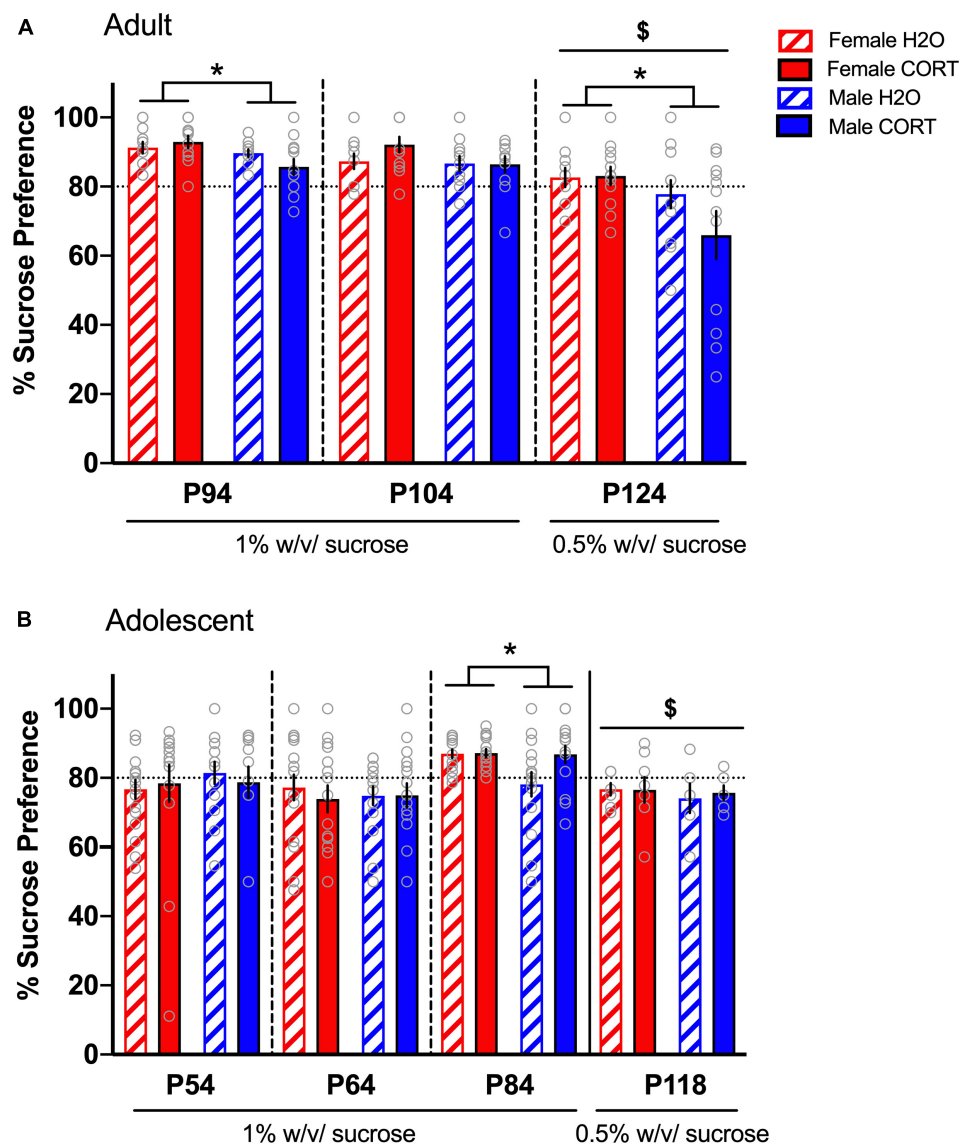 A Adult
$
* *
Female H2O
Female CORT
Male H2O
Male CORT
% Sucrose Preference
100
80
60
40
20
0
P94 P104 P124
1% w/v/ sucrose 0.5% w/v/ sucrose
B Adolescent
*
$
% Sucrose Preference
100
80
60
40
20
0
P54 P64 P84 P118
1% w/v/ sucrose 0.5% w/v/ sucrose